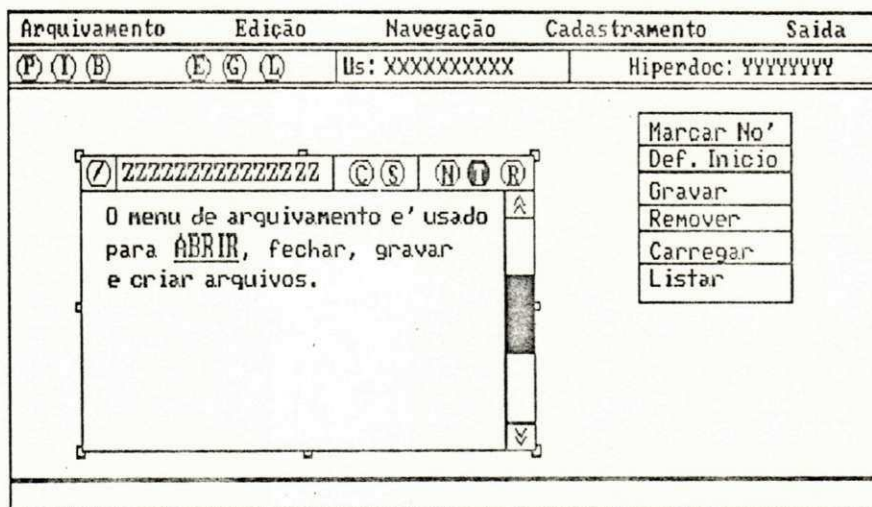 Arquivamento Edição Navegação Cadastramento Saida
P I B E G L Us: XXXXXXXXXX Hiperdoc: YYYYYYYY
Marcar No'
Def. Inicio
Gravar
Remover
Carregar
Listar
ZZZZZZZZZZZZZZZ C S N T R
O menu de arquivamento e' usado
para ABRIR, fechar, gravar
e criar arquivos.